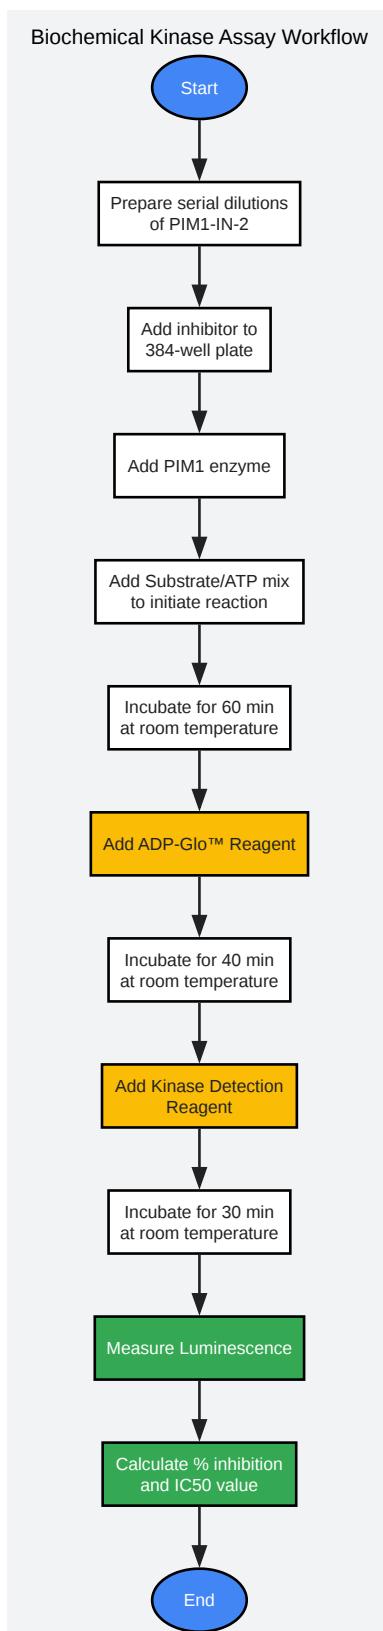 Biochemical Kinase Assay Workflow
Start
Prepare serial dilutions
of PIM1-IN-2
Add inhibitor to
384-well plate
Add PIM1 enzyme
Add Substrate/ATP mix
to initiate reaction
Incubate for 60 min
at room temperature
Add ADP-Glo™ Reagent
Incubate for 40 min
at room temperature
Add Kinase Detection
Reagent
Incubate for 30 min
at room temperature
Measure Luminescence
Calculate % inhibition
and IC50 value
End